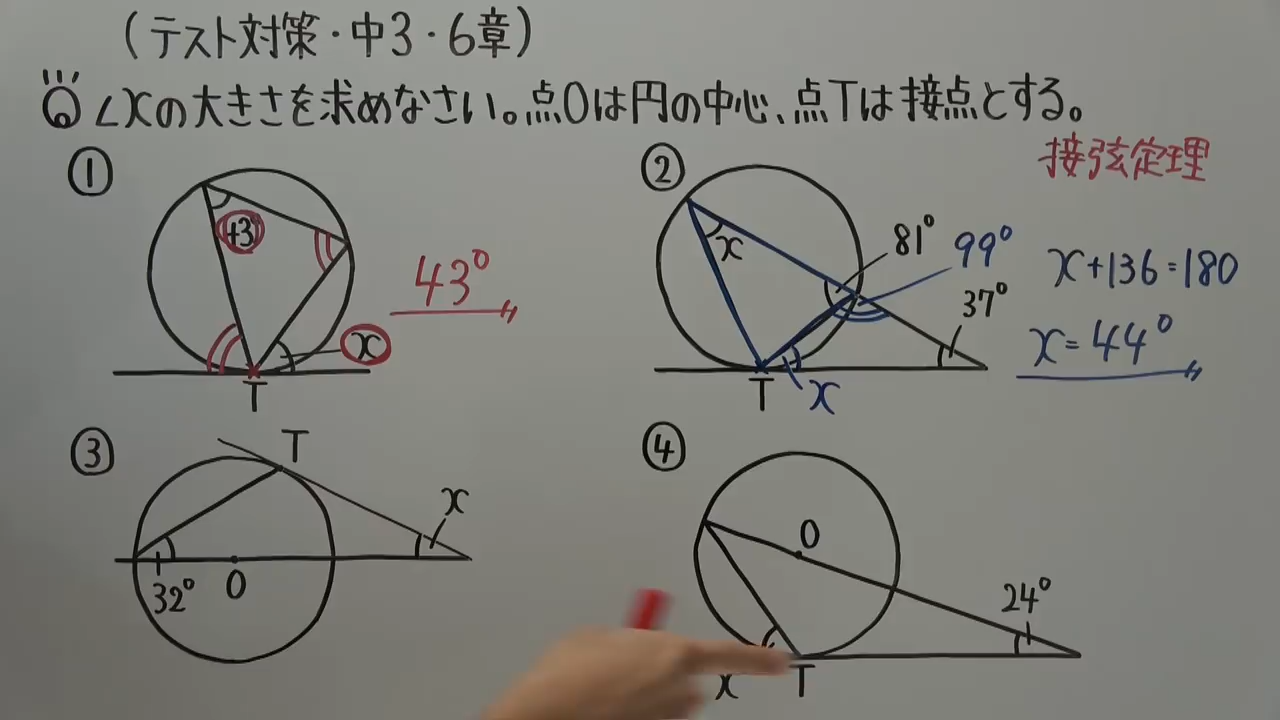 (テスト対策・中3・6章)
Q ∠xの大きさを求めなさい。点Oは円の中心、点Tは接点とする。
接弦定理
①
43°
x
43°
T
②
x
81°
99°
37°
x
T
x+136=180
x=44°
③
T
x
32°
O
④
O
24°
x
T